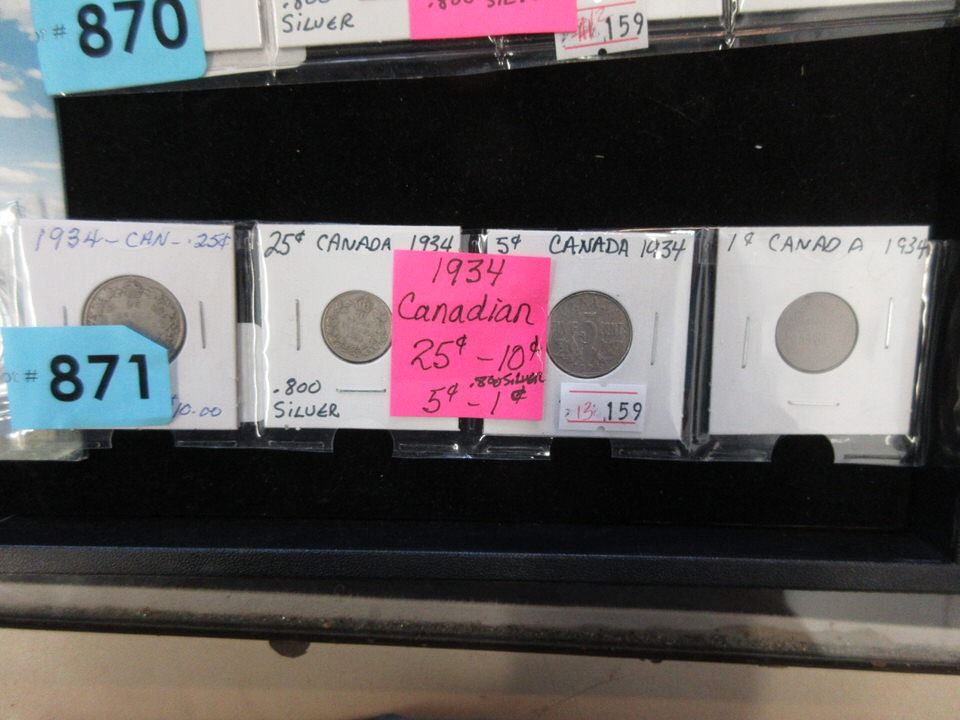 # 870
.800
SILVER
159
1934 - CAN - .25¢
# 871
10.00
25¢ CANADA 1934
.800
SILVER
1934
Canadian
25¢ - 10¢
.800 SILVER
5¢ - 1¢
5¢ CANADA 1934
159
1¢ CANADA 1934